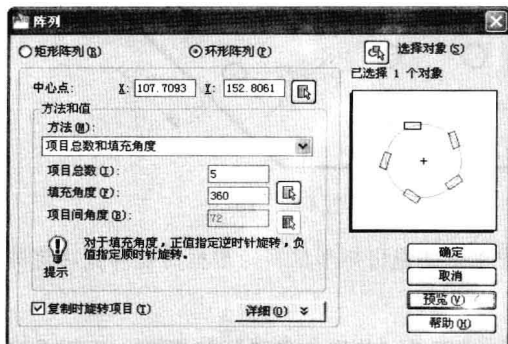 阵列
矩形阵列(R)
环形阵列(P)
选择对象(S)
已选择 1 个对象
中心点: X: 107.7093 Y: 152.8061
方法和值
方法(M):
项目总数和填充角度
项目总数(I): 5
填充角度(F): 360
项目间角度(B): 72
对于填充角度，正值指定逆时针旋转，负
值指定顺时针旋转。
提示
复制时旋转项目(T)
详细(O)
确定
取消
预览(V)
帮助(H)